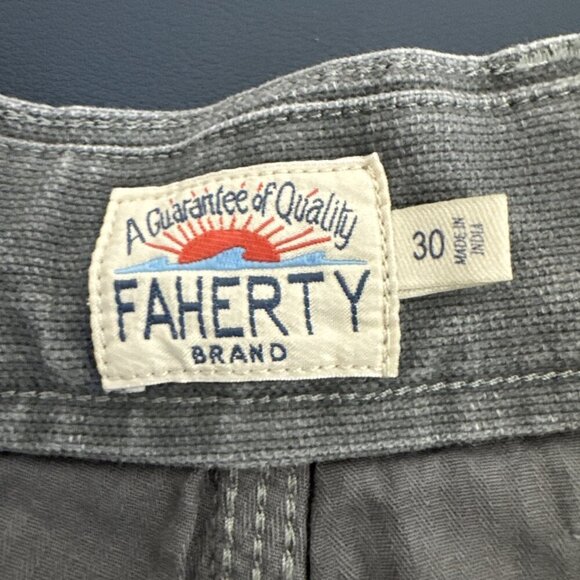 A Guarantee of Quality
FAHERTY
BRAND
30
MADE IN
INDIA